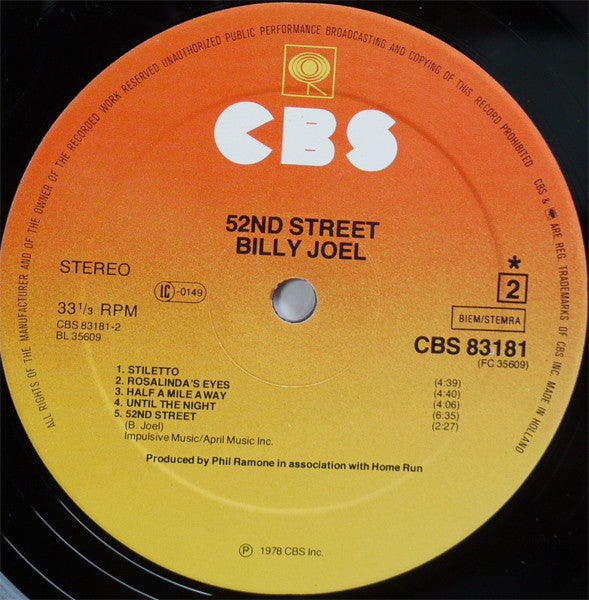 ALL RIGHTS OF THE MANUFACTURER AND OF THE OWNER OF THE RECORDED WORK RESERVED UNAUTHORIZED PUBLIC PERFORMANCE BROADCASTING AND COPYING OF THIS RECORD PROHIBITED
CBS & ARE REG. TRADEMARKS OF CBS INC. MADE IN HOLLAND
CBS
52ND STREET
BILLY JOEL
STEREO
LC-0149
*
2
33 1/3 RPM
CBS 83181-2
BL 35609
BIEM/STEMRA
CBS 83181
(FC 35609)
1. STILETTO (4:39)
2. ROSALINDA'S EYES (4:40)
3. HALF A MILE AWAY (4:06)
4. UNTIL THE NIGHT (6:35)
5. 52ND STREET (2:27)
(B. Joel)
Impulsive Music/April Music Inc.
Produced by Phil Ramone in association with Home Run
℗ 1978 CBS Inc.